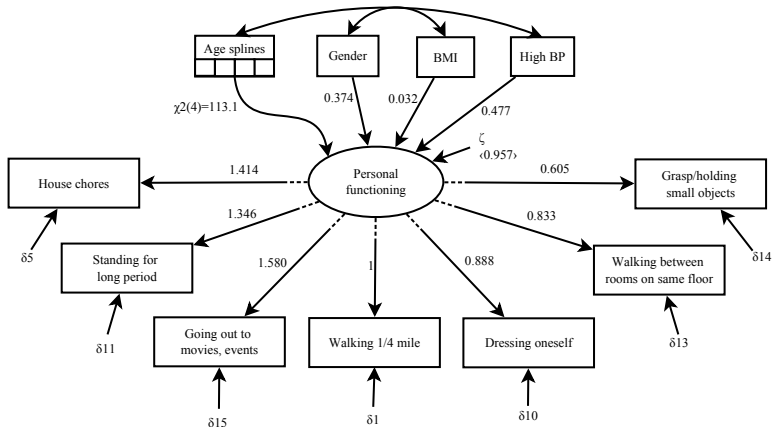 Age splines
Gender
BMI
High BP
χ2(4)=113.1
0.374
0.032
0.477
ζ
‹0.957›
Personal
functioning
1.414
0.605
House chores
Grasp/holding
small objects
1.346
0.833
δ5
Standing for
long period
1.580
1
0.888
Walking between
rooms on same floor
δ14
δ11
Going out to
movies, events
Walking 1/4 mile
Dressing oneself
δ13
δ15
δ1
δ10